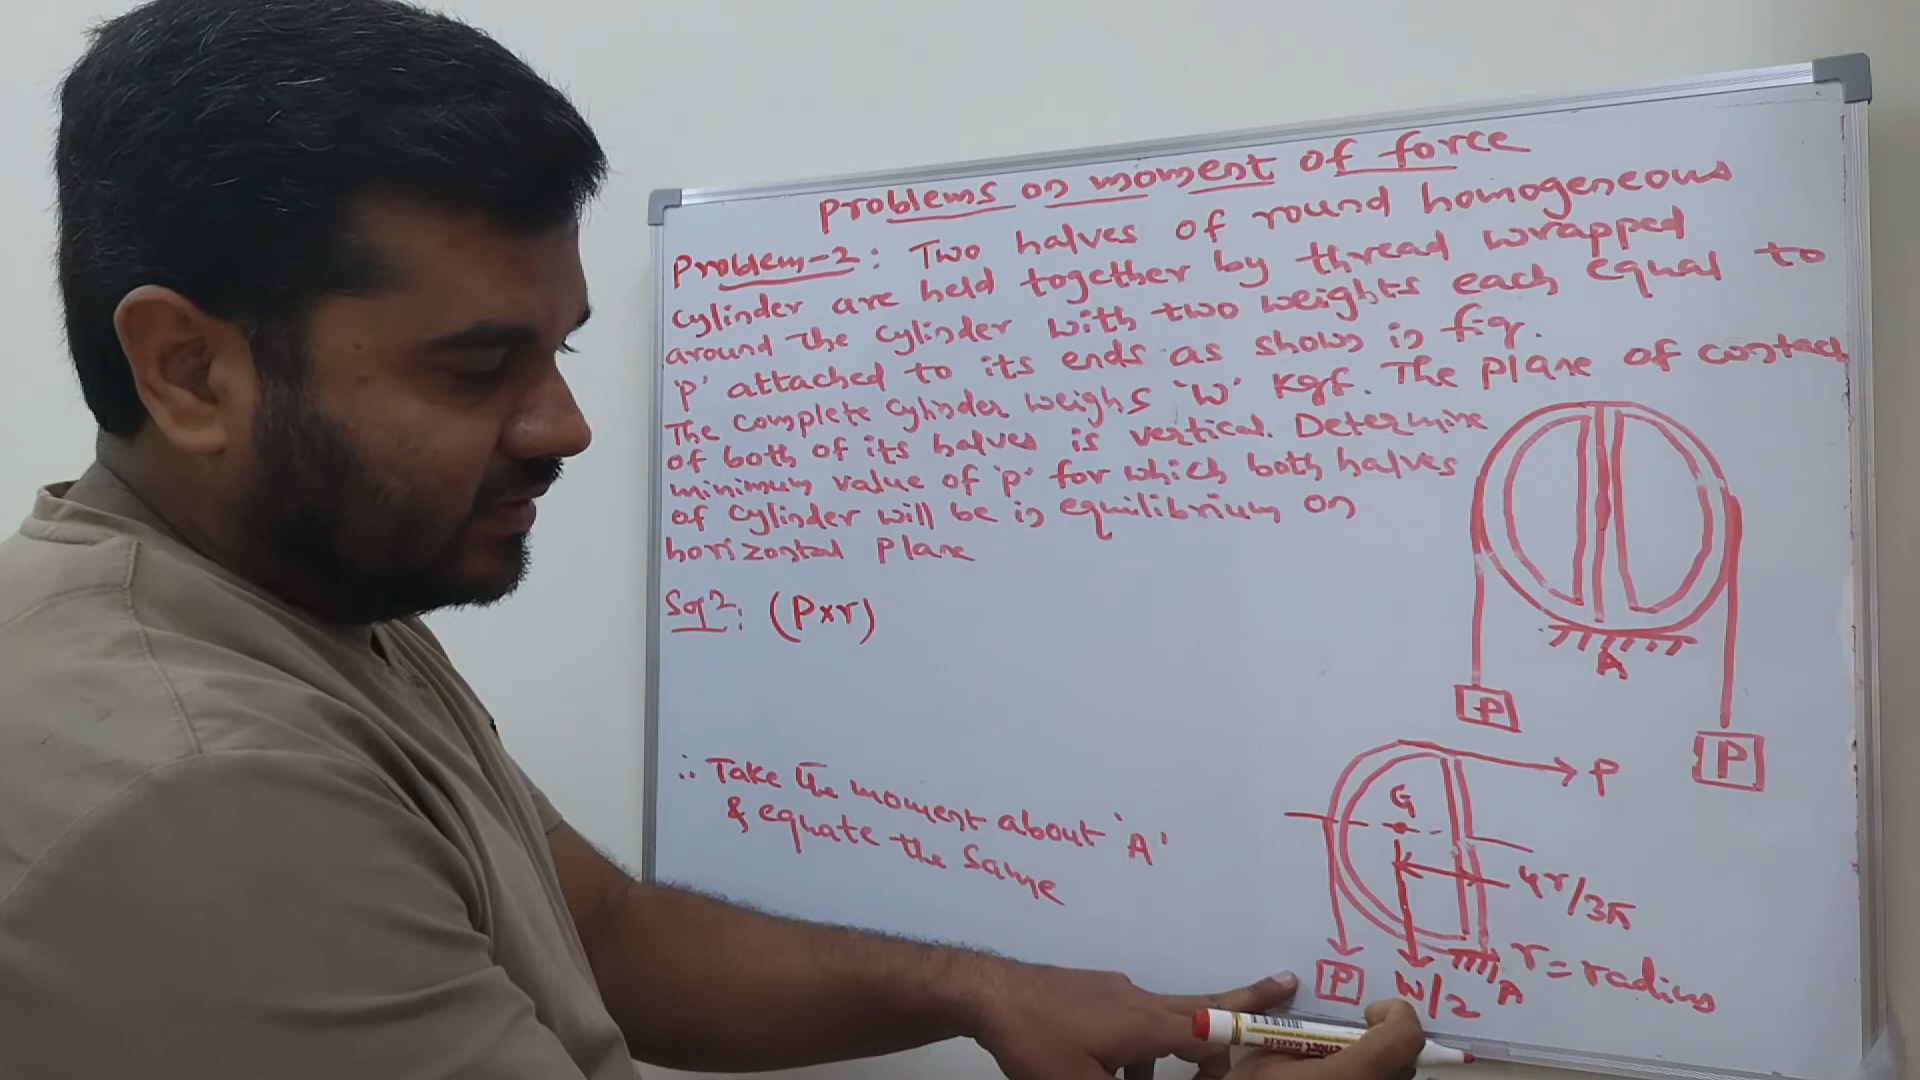 Problems on moment of force
Problem-2: Two halves of round homogeneous
cylinder are held together by thread wrapped
around the cylinder with two weights each equal to
'P' attached to its ends as shown in fig.
The complete cylinder weighs 'W' Kgf. The plane of contact
of both of its halves is vertical. Determine
minimum value of 'P' for which both halves
of cylinder will be in equilibrium on
horizontal plane
A
P
P
Sol?: (P×r)
P
G
∴ Take the moment about 'A'
& equate the same
4r/3π
r = radius
P
W/2
A